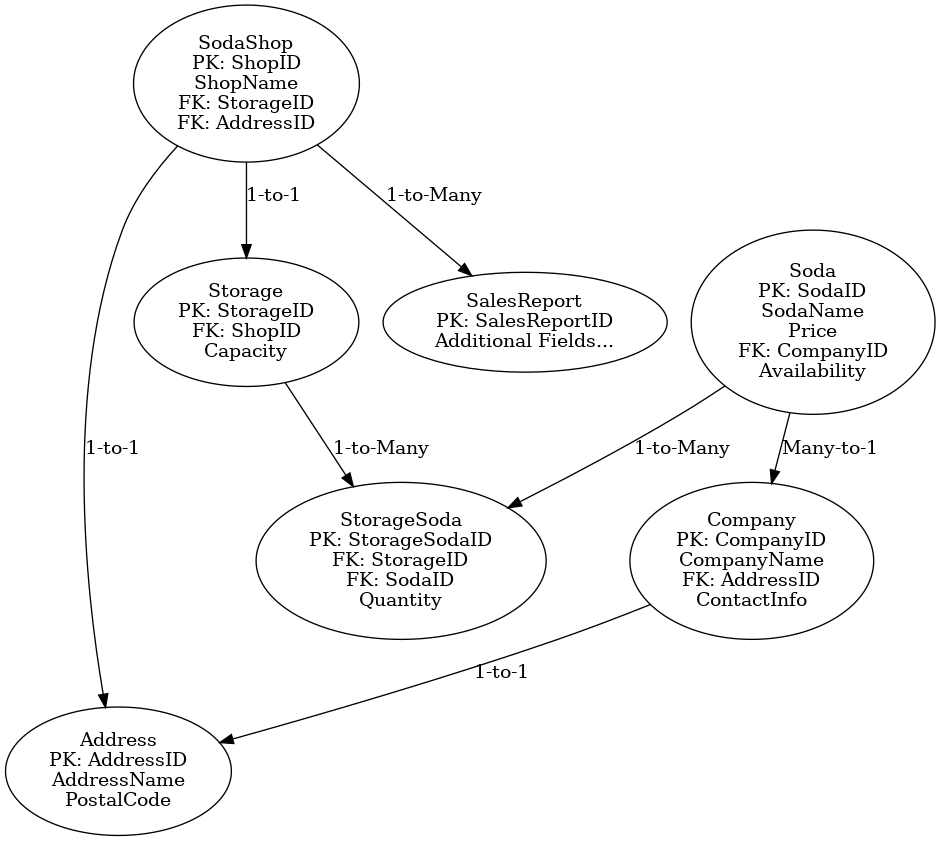 SodaShop
PK: ShopID
ShopName
FK: StorageID
FK: AddressID
1-to-1
1-to-Many
Storage
PK: StorageID
FK: ShopID
Capacity
SalesReport
PK: SalesReportID
Additional Fields...
Soda
PK: SodaID
SodaName
Price
FK: CompanyID
Availability
1-to-1
1-to-Many
1-to-Many
Many-to-1
StorageSoda
PK: StorageSodaID
FK: StorageID
FK: SodaID
Quantity
Company
PK: CompanyID
CompanyName
FK: AddressID
ContactInfo
1-to-1
Address
PK: AddressID
AddressName
PostalCode